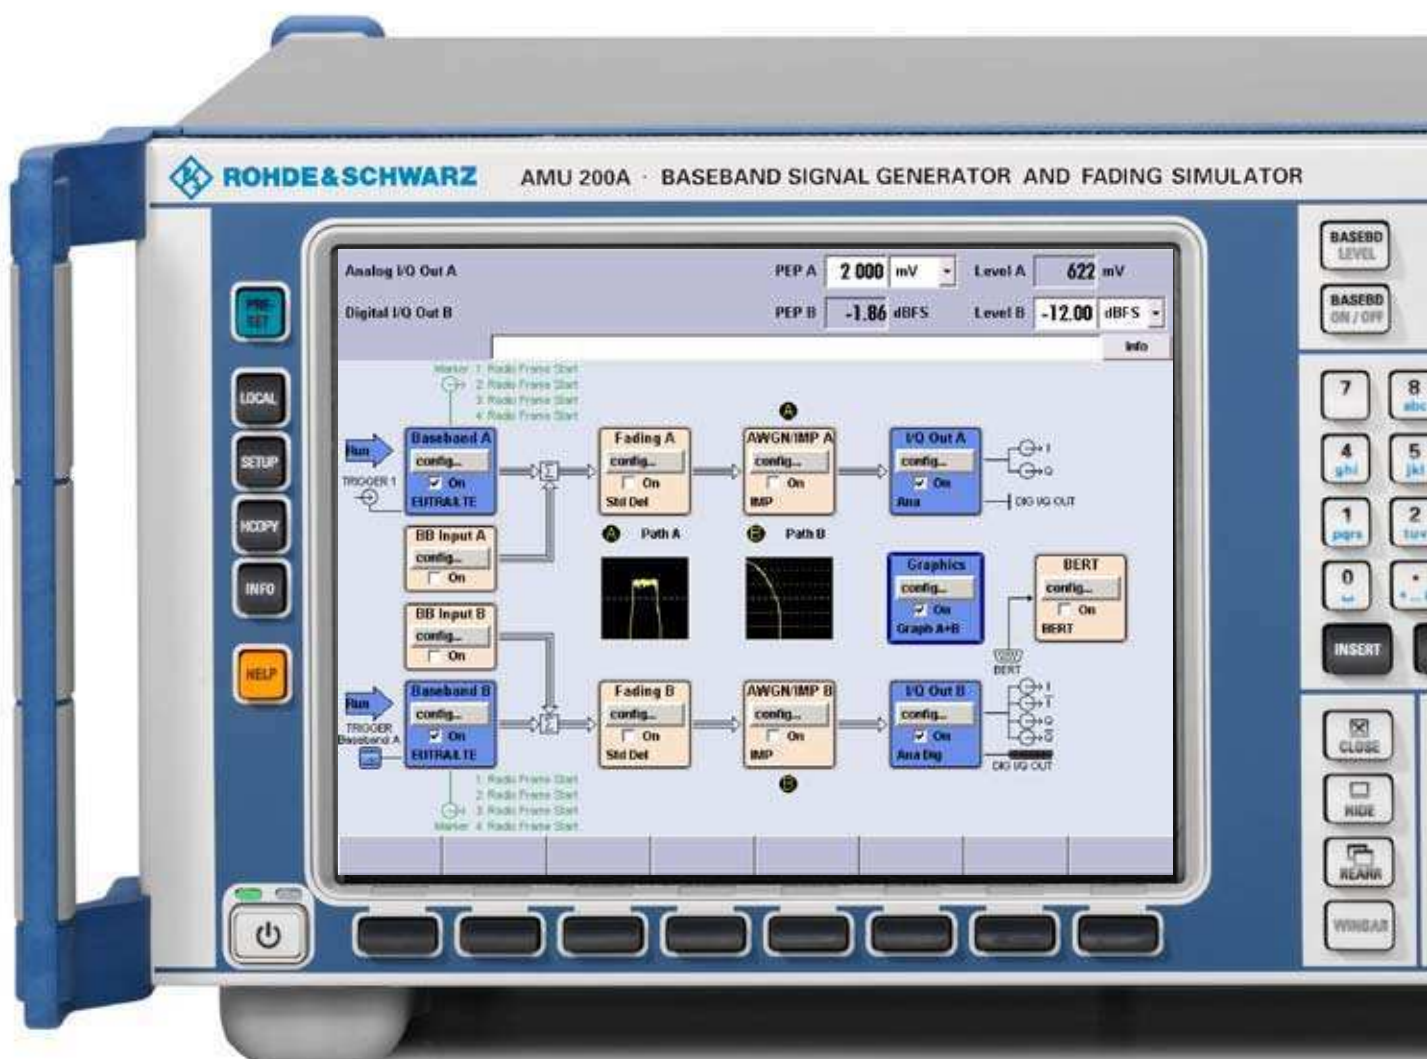 ROHDE&SCHWARZ AMU 200A · BASEBAND SIGNAL GENERATOR AND FADING SIMULATOR
BASEBD
LEVEL
BASEBD
ON / OFF
Analog I/Q Out A PEP A 2 000 mV Level A 622 mV
Digital I/Q Out B PEP B -1.86 dBFS Level B -12.00 dBFS
Info
PRE-
SET
LOCAL
SETUP
HCOPY
INFO
HELP
Marker 1: Radio Frame Start
2: Radio Frame Start
3: Radio Frame Start
4: Radio Frame Start
A
Run
TRIGGER 1
Baseband A
config...
On
EUTRA/LTE
Fading A
config...
On
Std Del
AWGN/IMP A
config...
On
IMP
I/Q Out A
config...
On
Ana
I
Q
DIG I/Q OUT
BB Input A
config...
On
A Path A
B Path B
Graphics
config...
On
Graph A+B
BERT
config...
On
BERT
BERT
BB Input B
config...
On
Run
TRIGGER
Baseband A
Baseband B
config...
On
EUTRA/LTE
Fading B
config...
On
Std Del
AWGN/IMP B
config...
On
IMP
I/Q Out B
config...
On
Ana Dig
I
I
Q
Q
DIG I/Q OUT
B
1: Radio Frame Start
2: Radio Frame Start
3: Radio Frame Start
Marker 4: Radio Frame Start
7
8
abc
4
ghi
5
jkl
1
pqrs
2
tuv
0
INSERT
CLOSE
HIDE
REARR
WINBAR